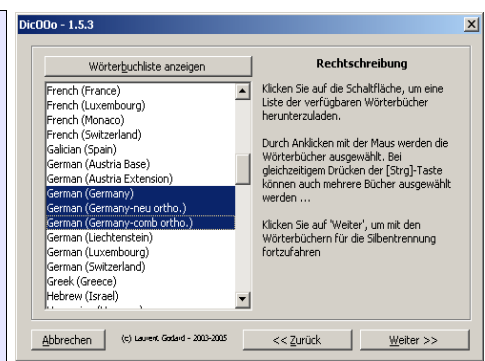 DicOOo - 1.5.3
Wörterbuchliste anzeigen
French (France)
French (Luxembourg)
French (Monaco)
French (Switzerland)
Galician (Spain)
German (Austria Base)
German (Austria Extension)
German (Germany)
German (Germany-neu ortho.)
German (Germany-comb ortho.)
German (Liechtenstein)
German (Luxembourg)
German (Switzerland)
Greek (Greece)
Hebrew (Israel)
Rechtschreibung
Klicken Sie auf die Schaltfläche, um eine
Liste der verfügbaren Wörterbücher
herunterzuladen.
Durch Anklicken mit der Maus werden die
Wörterbücher ausgewählt. Bei
gleichzeitigem Drücken der [Strg]-Taste
können auch mehrere Bücher ausgewählt
werden ...
Klicken Sie auf 'Weiter', um mit den
Wörterbüchern für die Silbentrennung
fortzufahren
Abbrechen
(c) Laurent Godard - 2003-2005
<< Zurück
Weiter >>